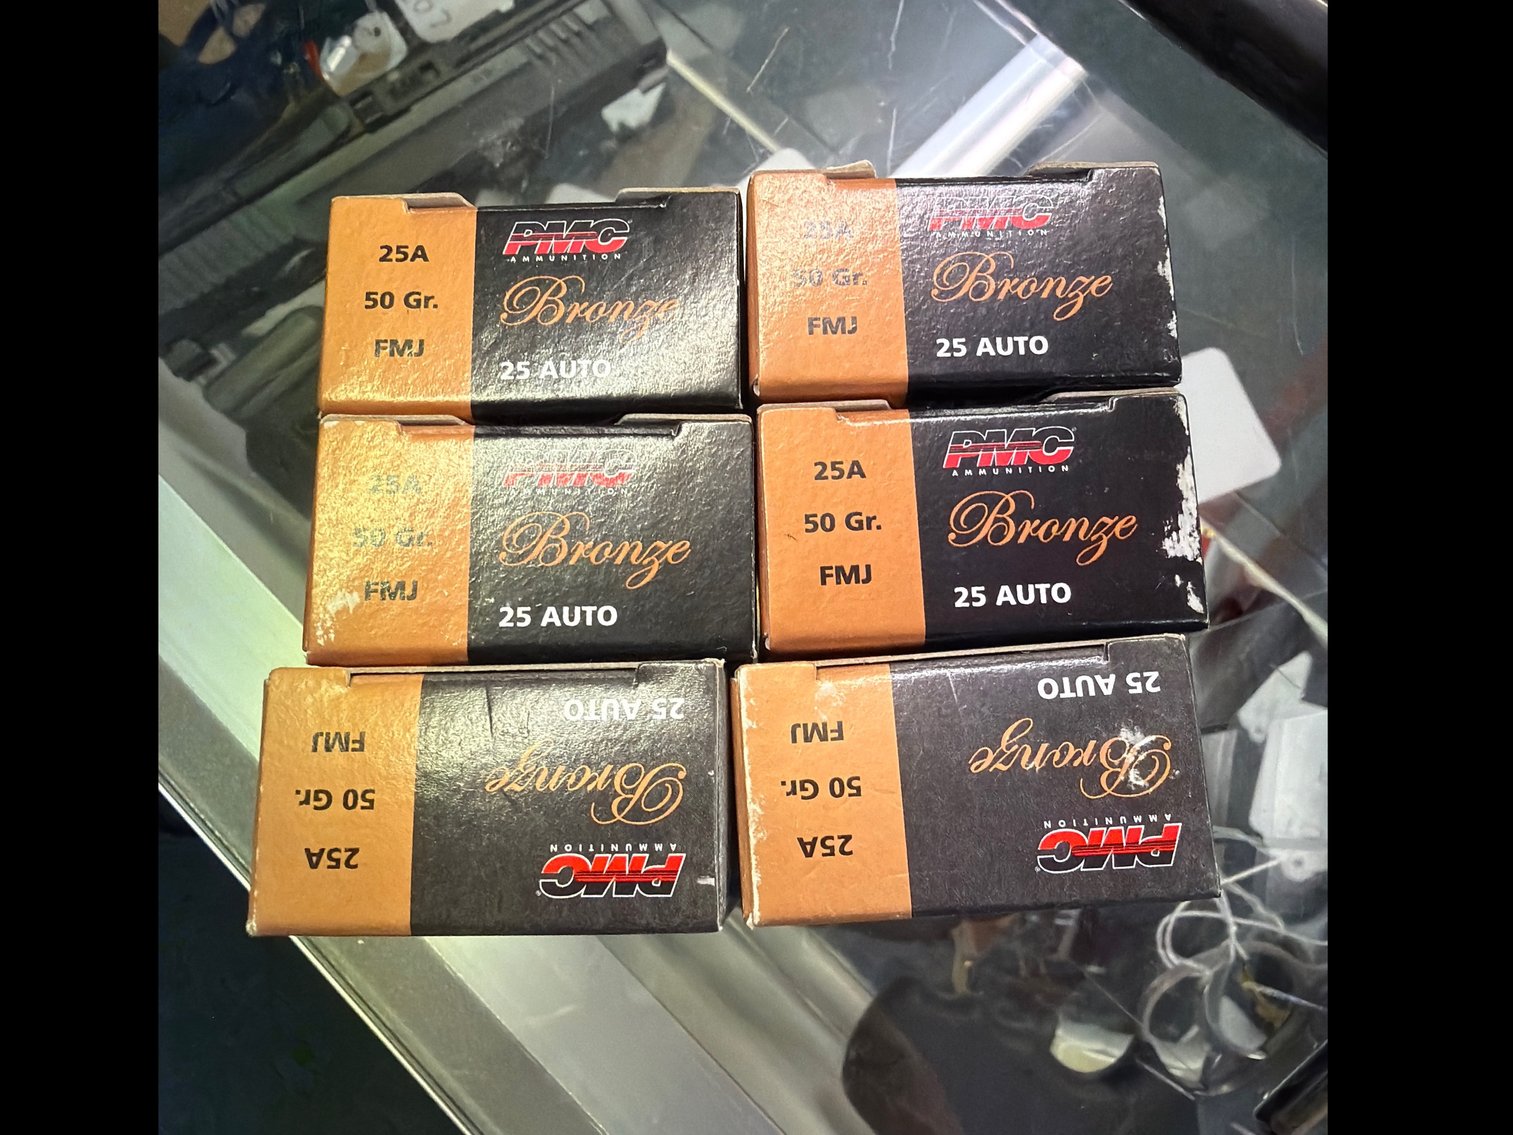 25A
50 Gr.
FMJ
PMC
AMMUNITION
Bronze
25 AUTO
25A
50 Gr.
FMJ
PMC
AMMUNITION
Bronze
25 AUTO
25A
50 Gr.
FMJ
PMC
AMMUNITION
Bronze
25 AUTO
25A
50 Gr.
FMJ
PMC
AMMUNITION
Bronze
25 AUTO
25A
50 Gr.
FMJ
PMC
AMMUNITION
Bronze
25 AUTO
25A
50 Gr.
FMJ
PMC
AMMUNITION
Bronze
25 AUTO